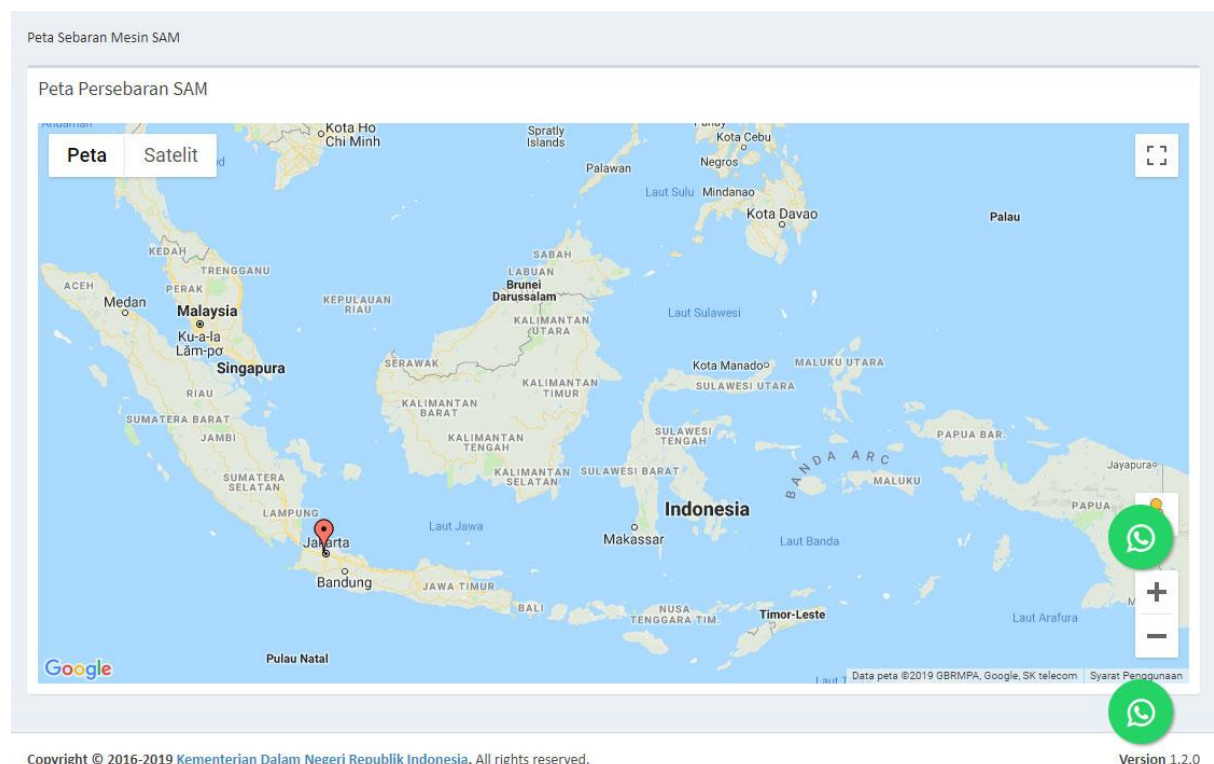 Peta Sebaran Mesin SAM
Peta Persebaran SAM
Peta Satelit
Kota Ho
Chi Minh
Spratly
Islands
Kota Cebu
Palawan
Negros
Laut Sulu
Mindanao
Kota Davao
Palau
KEDAH
TRENGGANU
SABAH
ACEH
PERAK
LABUAN
Brunei
Darussalam
Medan
Malaysia
KEPULAUAN
RIAU
KALIMANTAN
UTARA
Laut Sulawesi
Ku-a-la
Lăm-pơ
Singapura
SERAWAK
Kota Manado
MALUKU UTARA
RIAU
KALIMANTAN
TIMUR
SULAWESI UTARA
KALIMANTAN
BARAT
SUMATERA BARAT
JAMBI
KALIMANTAN
TENGAH
SULAWESI
TENGAH
PAPUA BAR.
BANDA ARC
SUMATERA
SELATAN
KALIMANTAN
SELATAN
SULAWESI BARAT
MALUKU
Jayapura
LAMPUNG
Indonesia
PAPUA
Jakarta
Laut Jawa
Makassar
Laut Banda
Bandung
JAWA TIMUR
BALI
NUSA
TENGGARA TIM.
Timor-Leste
Laut Arafura
Pulau Natal
Google
Laut
Data peta ©2019 GBRMPA, Google, SK telecom Syarat Penggunaan
Copyright © 2016-2019 Kementerian Dalam Negeri Republik Indonesia. All rights reserved.
Version 1.2.0